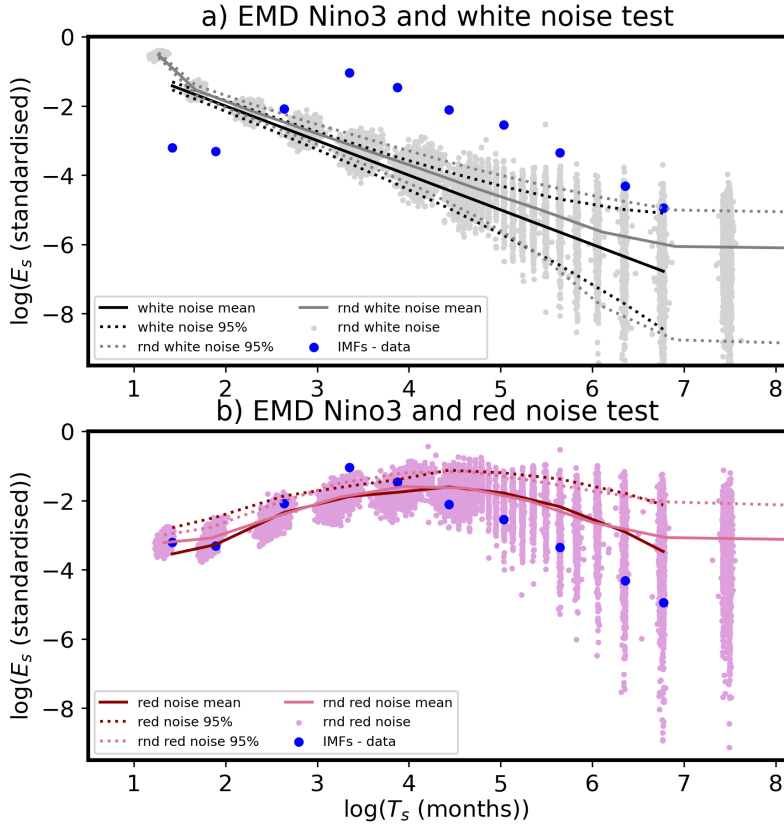 a) EMD Nino3 and white noise test
log(E_s (standardised))
0
−2
−4
−6
−8
white noise mean
white noise 95%
rnd white noise 95%
rnd white noise mean
rnd white noise
IMFs - data
1 2 3 4 5 6 7 8
b) EMD Nino3 and red noise test
log(E_s (standardised))
0
−2
−4
−6
−8
red noise mean
red noise 95%
rnd red noise 95%
rnd red noise mean
rnd red noise
IMFs - data
1 2 3 4 5 6 7 8
log(T_s (months))